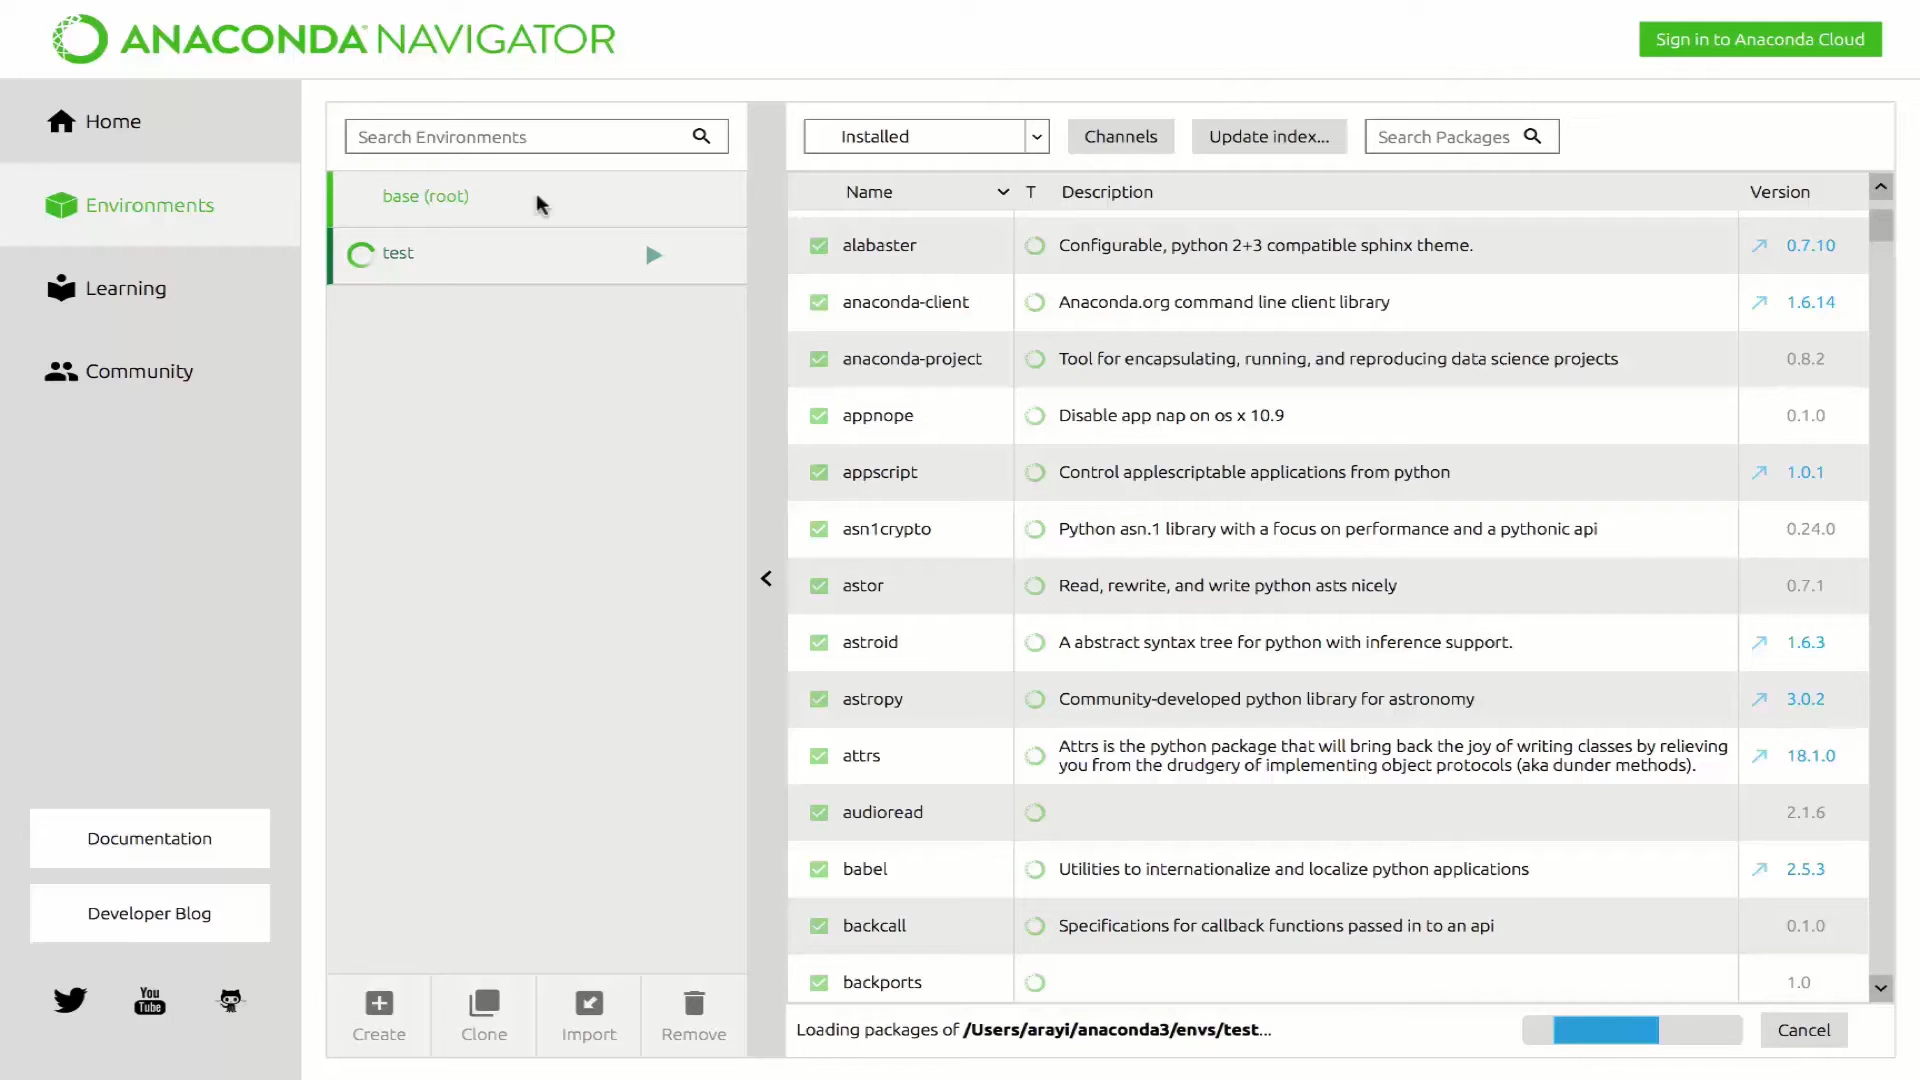 ANACONDA NAVIGATOR
Sign in to Anaconda Cloud
Home
Environments
Learning
Community
Documentation
Developer Blog
You
Tube
Search Environments
base (root)
test
Create
Clone
Import
Remove
Installed
Channels
Update index...
Search Packages
Name T Description Version
alabaster Configurable, python 2+3 compatible sphinx theme. 0.7.10
anaconda-client Anaconda.org command line client library 1.6.14
anaconda-project Tool for encapsulating, running, and reproducing data science projects 0.8.2
appnope Disable app nap on os x 10.9 0.1.0
appscript Control applescriptable applications from python 1.0.1
asn1crypto Python asn.1 library with a focus on performance and a pythonic api 0.24.0
astor Read, rewrite, and write python asts nicely 0.7.1
astroid A abstract syntax tree for python with inference support. 1.6.3
astropy Community-developed python library for astronomy 3.0.2
attrs Attrs is the python package that will bring back the joy of writing classes by relieving
you from the drudgery of implementing object protocols (aka dunder methods). 18.1.0
audioread 2.1.6
babel Utilities to internationalize and localize python applications 2.5.3
backcall Specifications for callback functions passed in to an api 0.1.0
backports 1.0
Loading packages of /Users/arayi/anaconda3/envs/test...
Cancel